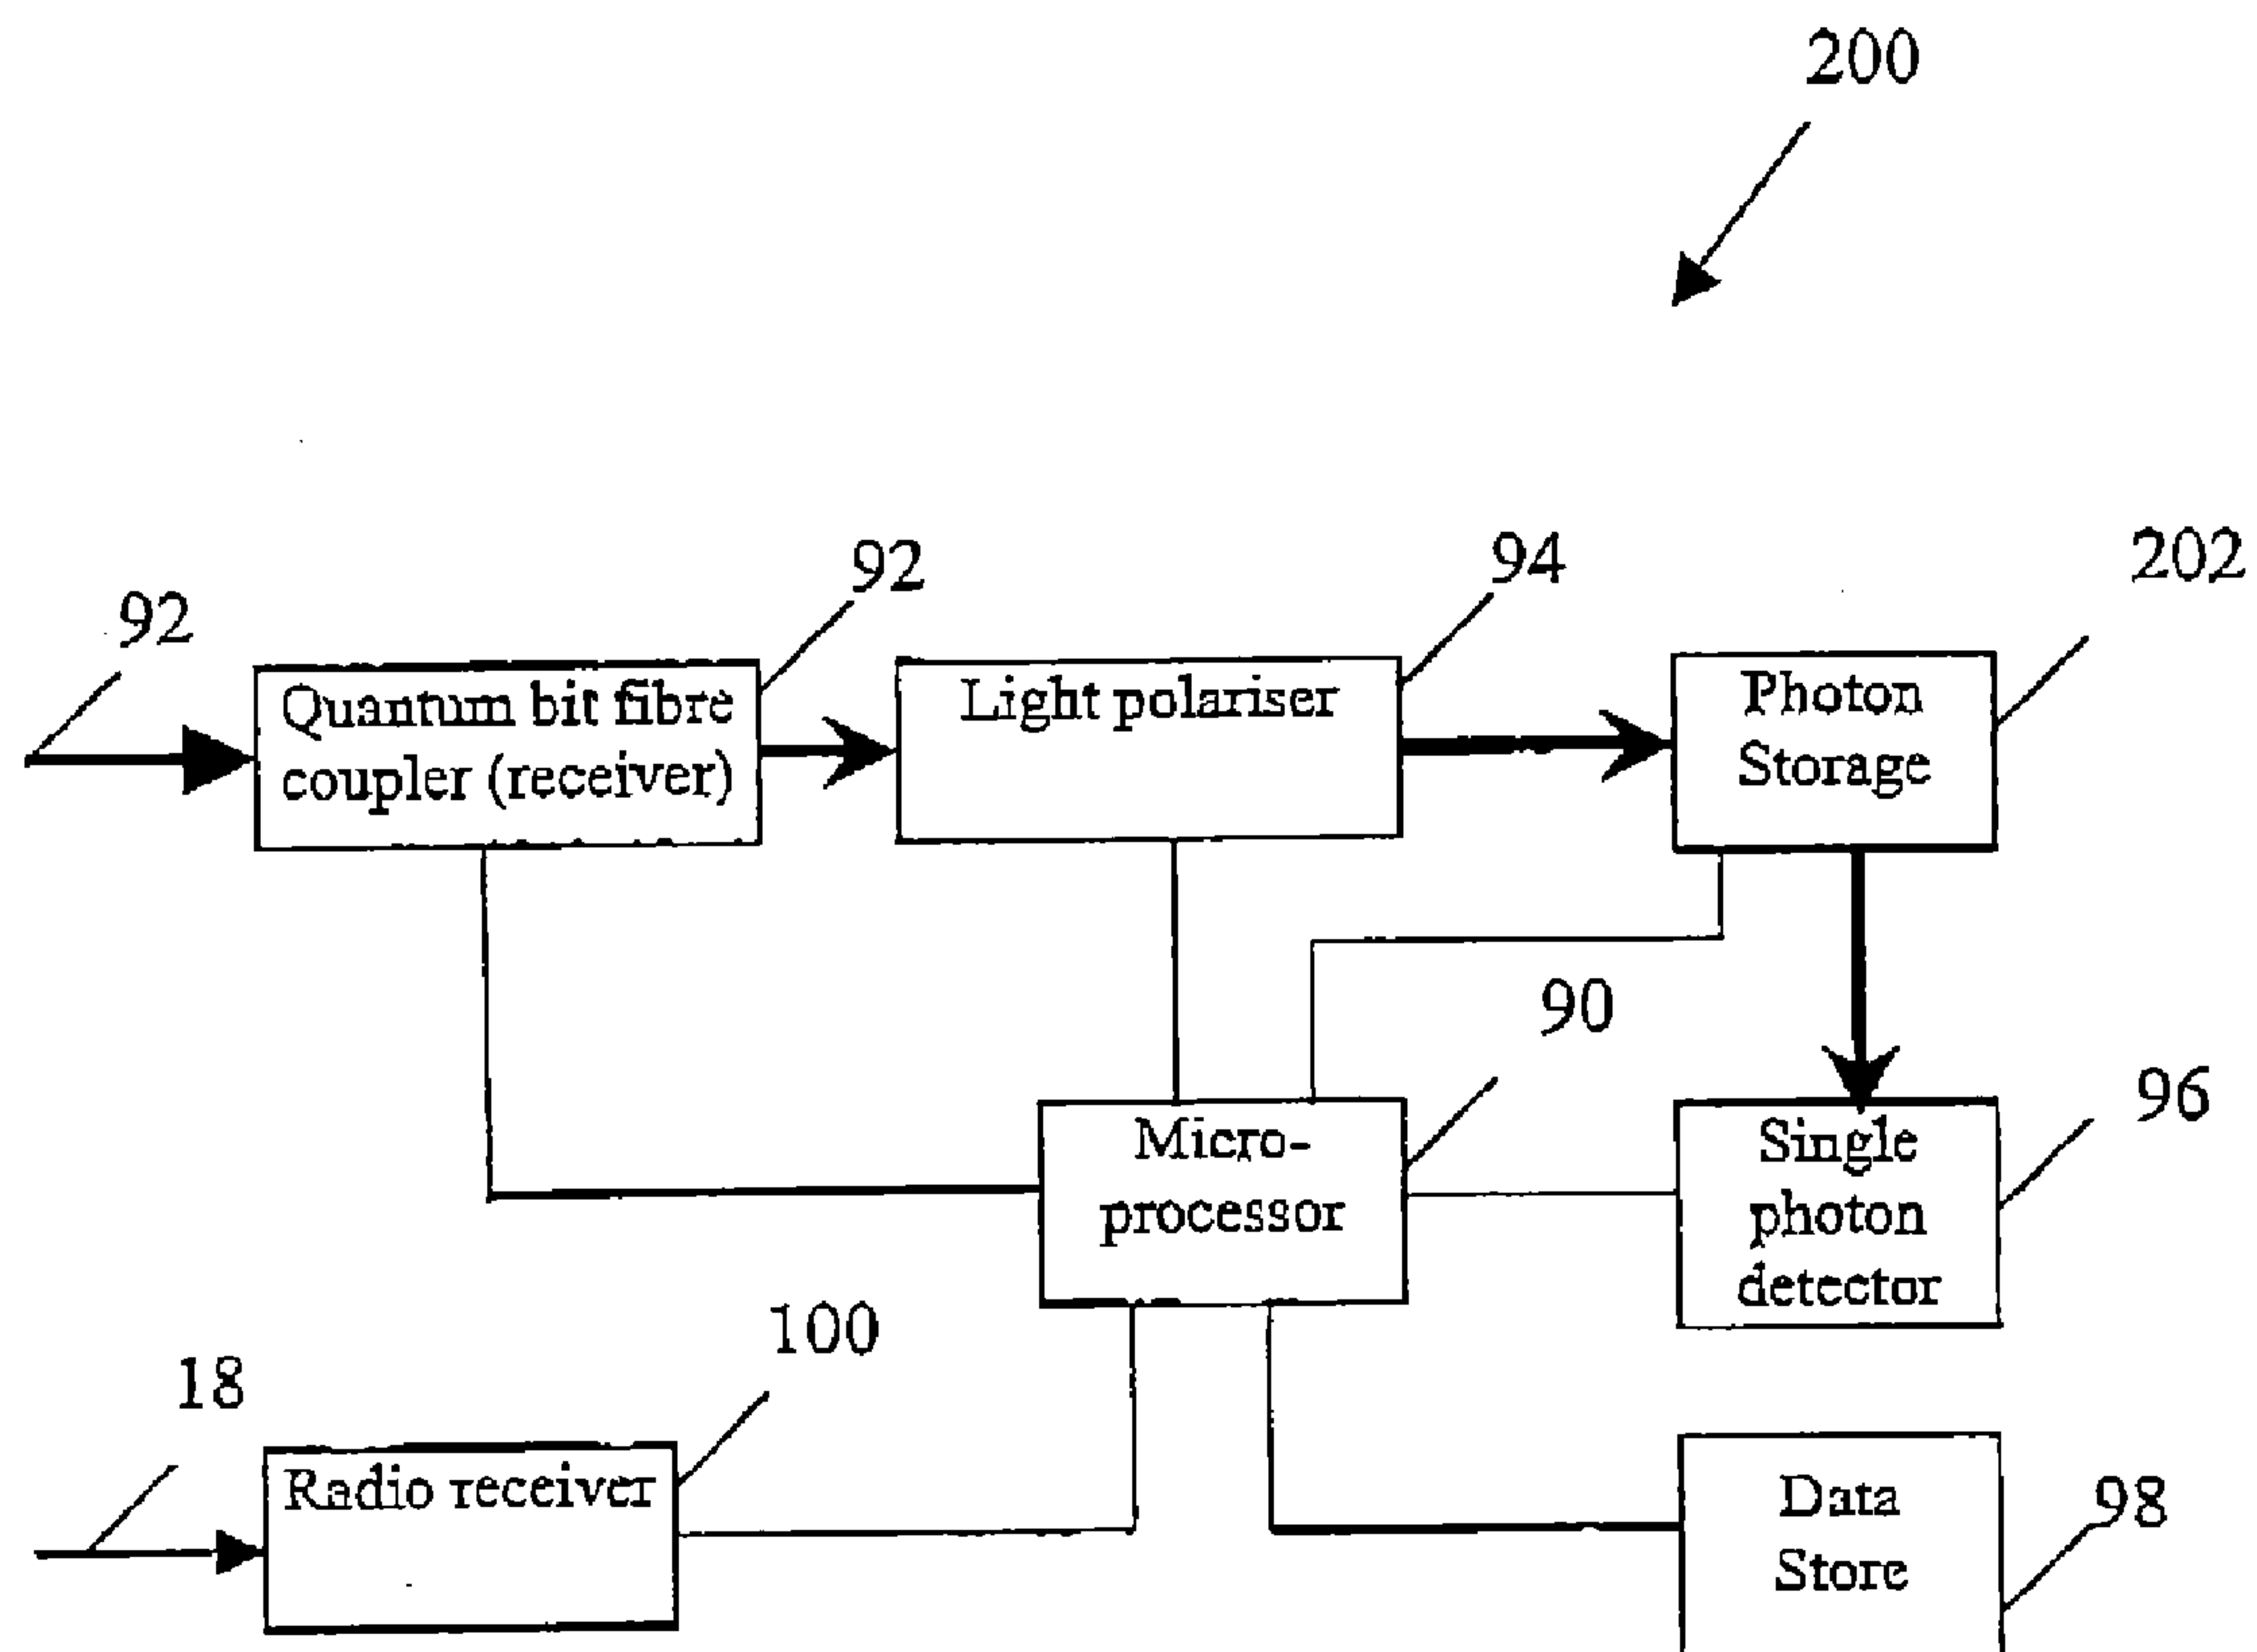 200
92
92
94
202
Quantum bit fibre
coupler (receiver)
Light polariser
Photon
Storage
90
96
Micro-
processor
Single
photon
detector
18
100
Radio receiver
Data
Store
98